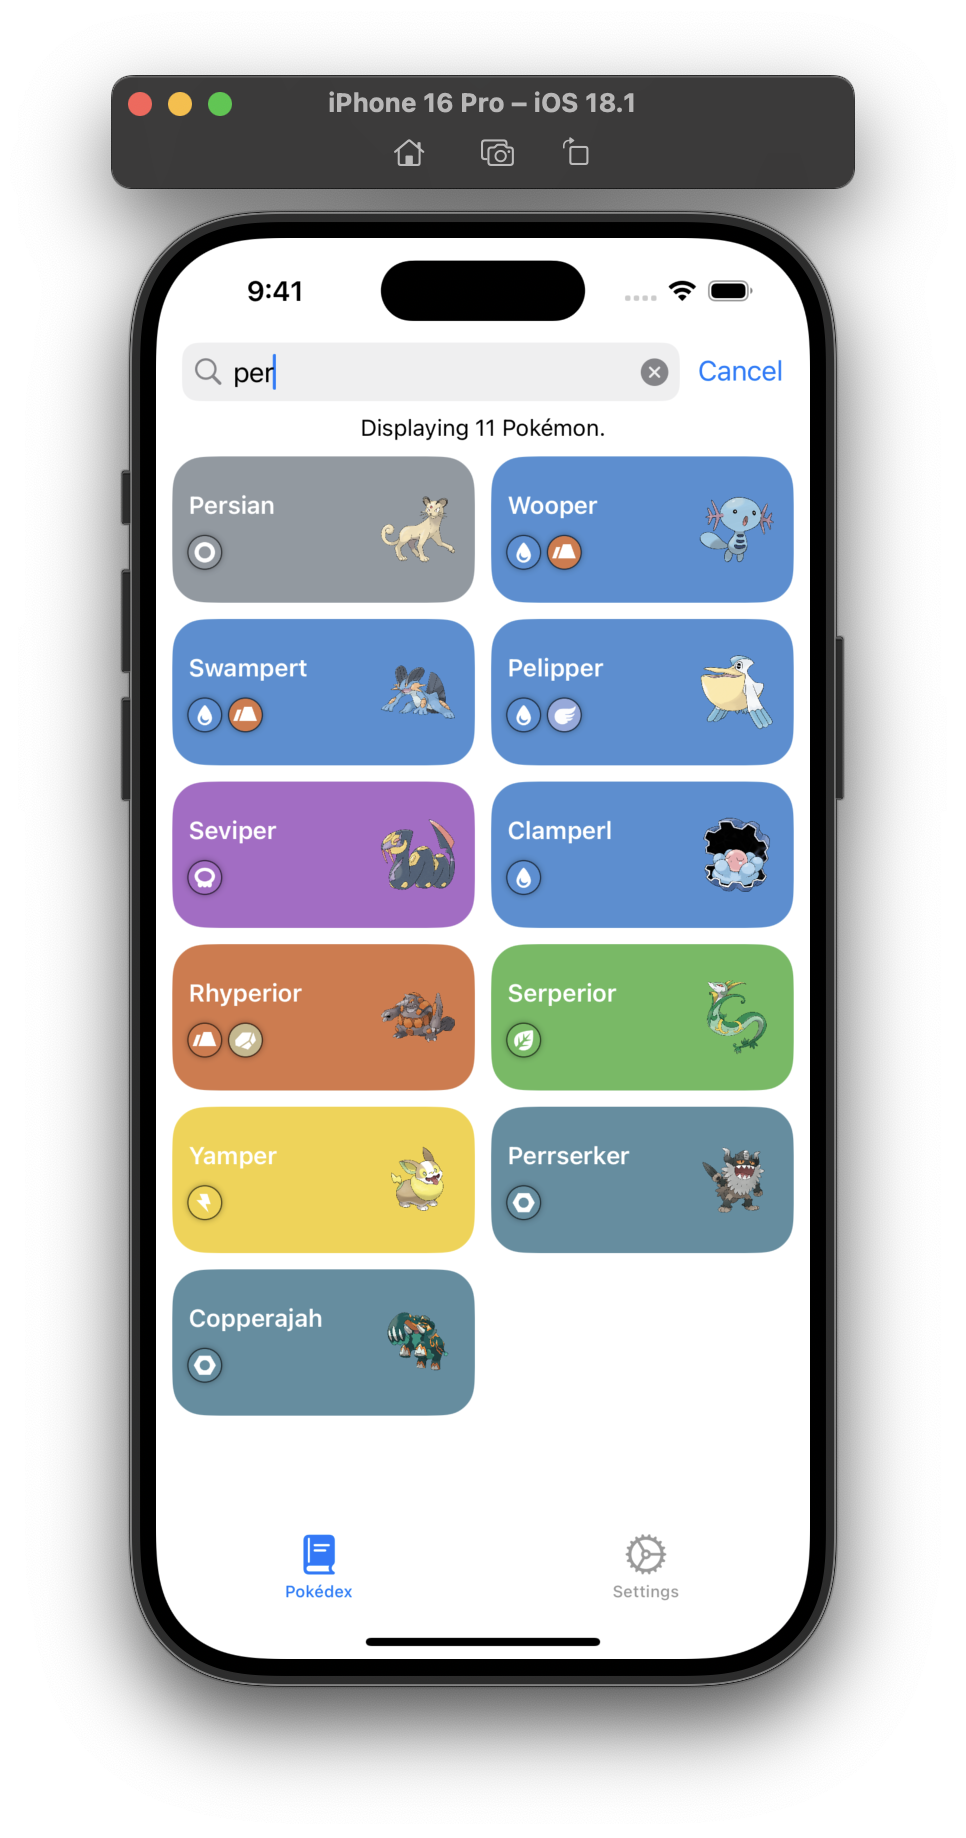 iPhone 16 Pro – iOS 18.1
9:41
per
Cancel
Displaying 11 Pokémon.
Persian
Wooper
Swampert
Pelipper
Seviper
Clamperl
Rhyperior
Serperior
Yamper
Perrserker
Copperajah
Pokédex
Settings